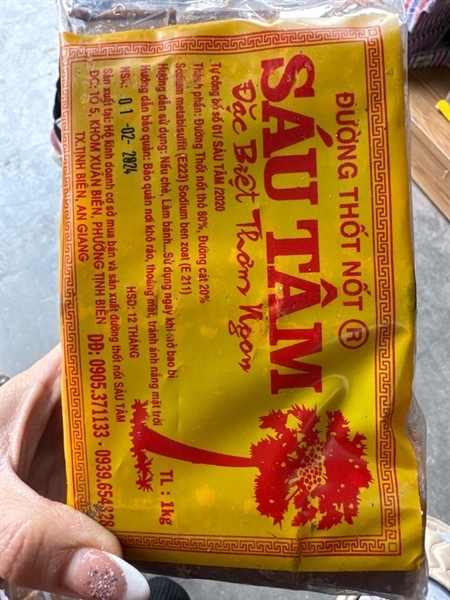 ĐƯỜNG THỐT NỐT ®
SÁU TÂM
Đặc Biệt Thơm Ngon
Tự công bố số 01/ SÁU TÂM /2020
Thành phần: Đường Thốt nốt thô 80%, Đường cát 20%
Sodium metabisulfit (E223) Sodium ben zoat (E 211)
Hướng dẫn sử dụng: Nấu chè, Làm bánh...Sử dụng ngay khi mở bao bì
Hướng dẫn bảo quản: Bảo quản nơi khô ráo, thoáng mát, tránh ánh nắng mặt trời
NSX: 01-02-2024
HSD: 12 THÁNG
Sản xuất tại: Hộ kinh doanh cơ sở mua bán và sản xuất đường thốt nốt SÁU TÂM
ĐC: TỔ 5, KHÓM XUÂN BIÊN, PHƯỜNG TỊNH BIÊN
TX.TỊNH BIÊN, AN GIANG
DĐ: 0905.371133 - 0939.654828
TL : 1kg